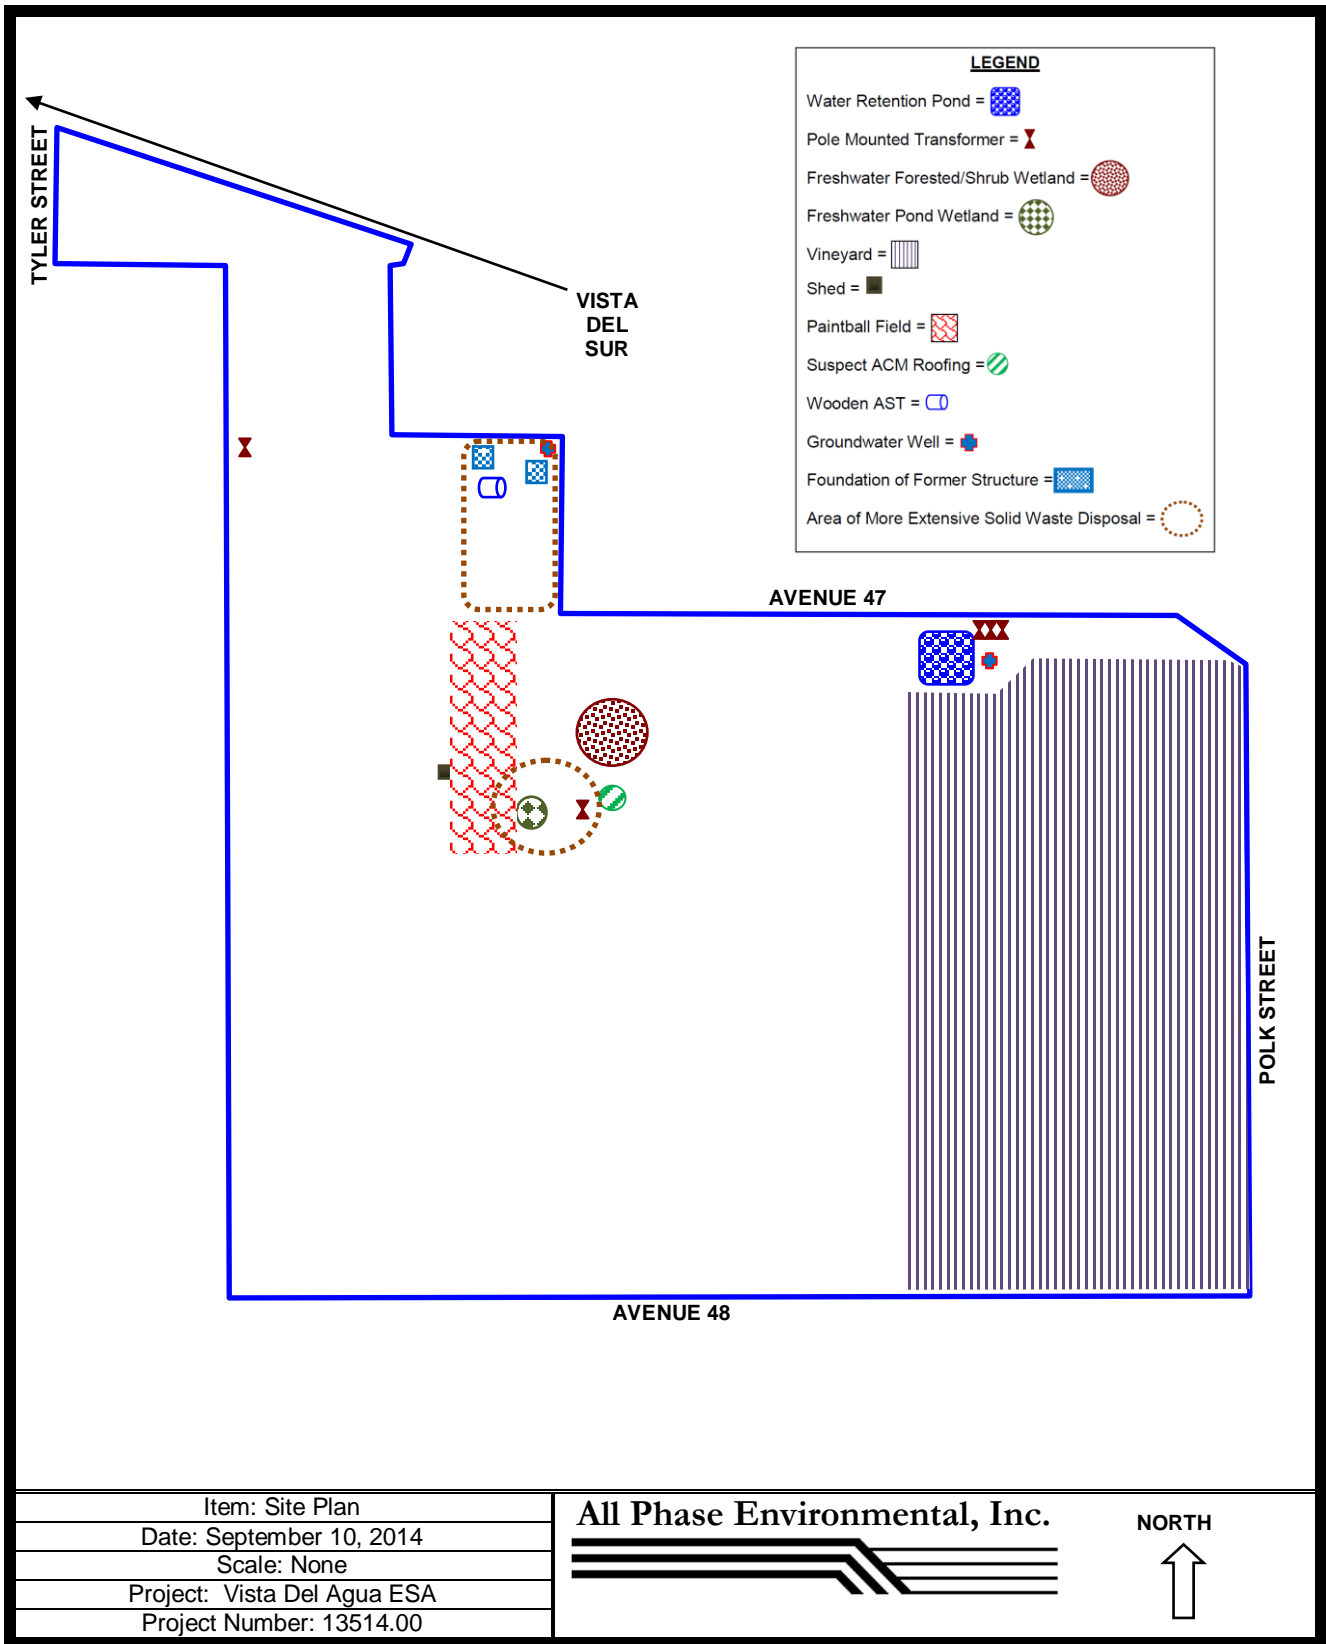 LEGEND
Water Retention Pond =
Pole Mounted Transformer =
Freshwater Forested/Shrub Wetland =
Freshwater Pond Wetland =
Vineyard =
Shed =
Paintball Field =
Suspect ACM Roofing =
Wooden AST =
Groundwater Well =
Foundation of Former Structure =
Area of More Extensive Solid Waste Disposal =
TYLER STREET
VISTA
DEL
SUR
AVENUE 47
POLK STREET
AVENUE 48
Item: Site Plan
Date: September 10, 2014
Scale: None
Project: Vista Del Agua ESA
Project Number: 13514.00
All Phase Environmental, Inc.
NORTH